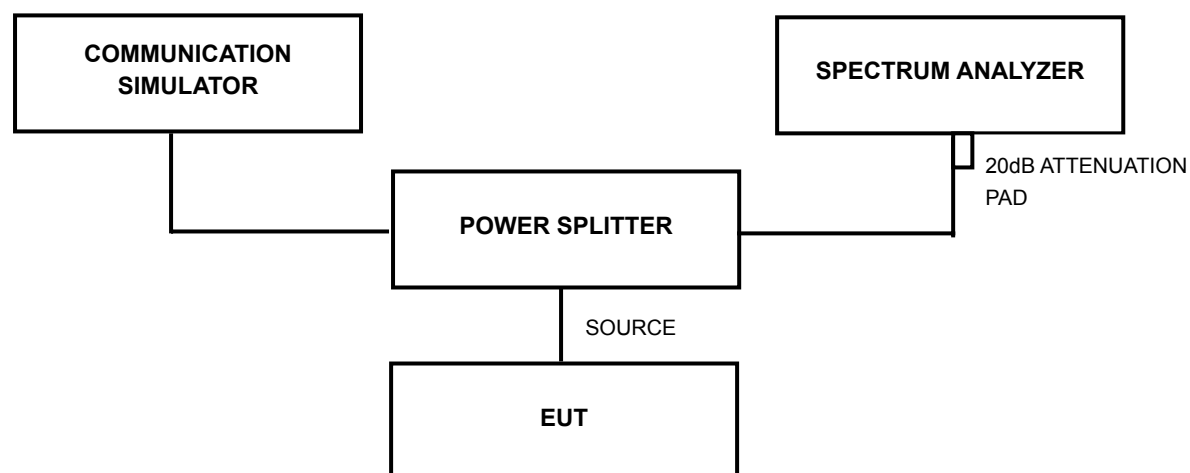 COMMUNICATION
SIMULATOR
SPECTRUM ANALYZER
20dB ATTENUATION
PAD
POWER SPLITTER
SOURCE
EUT